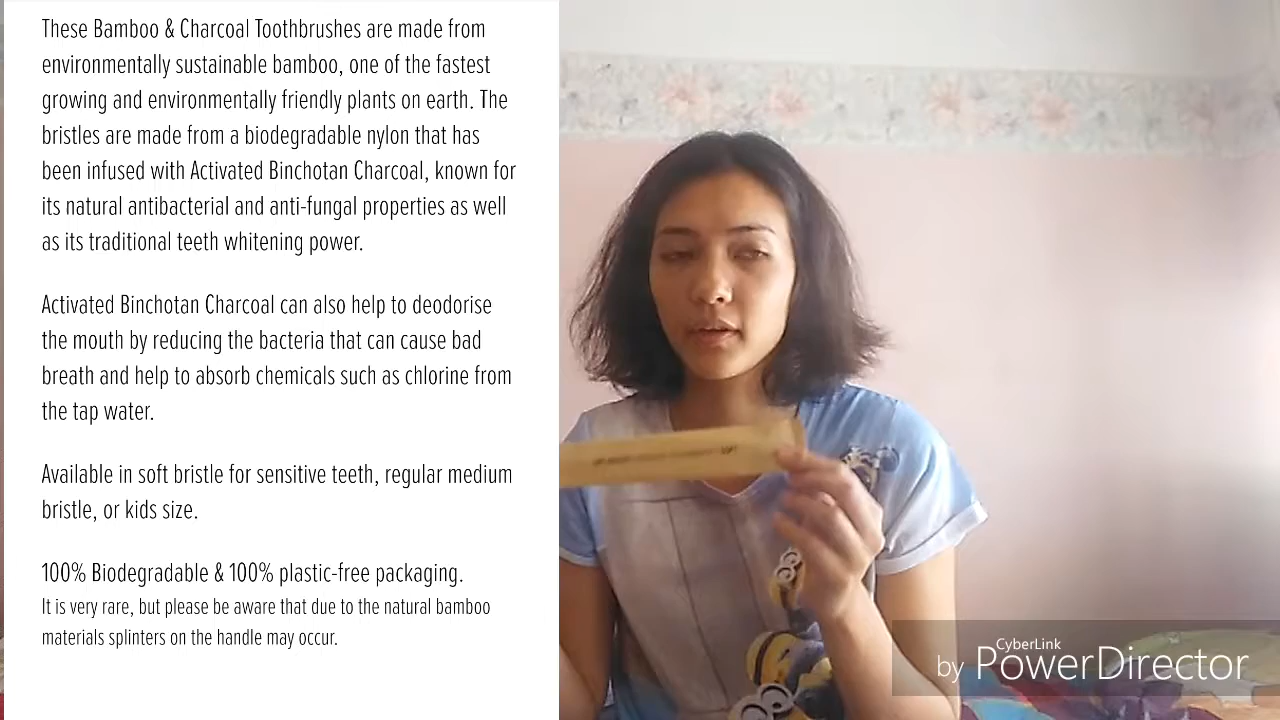 These Bamboo & Charcoal Toothbrushes are made from
environmentally sustainable bamboo, one of the fastest
growing and environmentally friendly plants on earth. The
bristles are made from a biodegradable nylon that has
been infused with Activated Binchotan Charcoal, known for
its natural antibacterial and anti-fungal properties as well
as its traditional teeth whitening power.
Activated Binchotan Charcoal can also help to deodorise
the mouth by reducing the bacteria that can cause bad
breath and help to absorb chemicals such as chlorine from
the tap water.
Available in soft bristle for sensitive teeth, regular medium
bristle, or kids size.
100% Biodegradable & 100% plastic-free packaging.
It is very rare, but please be aware that due to the natural bamboo
materials splinters on the handle may occur.
CyberLink
by PowerDirector